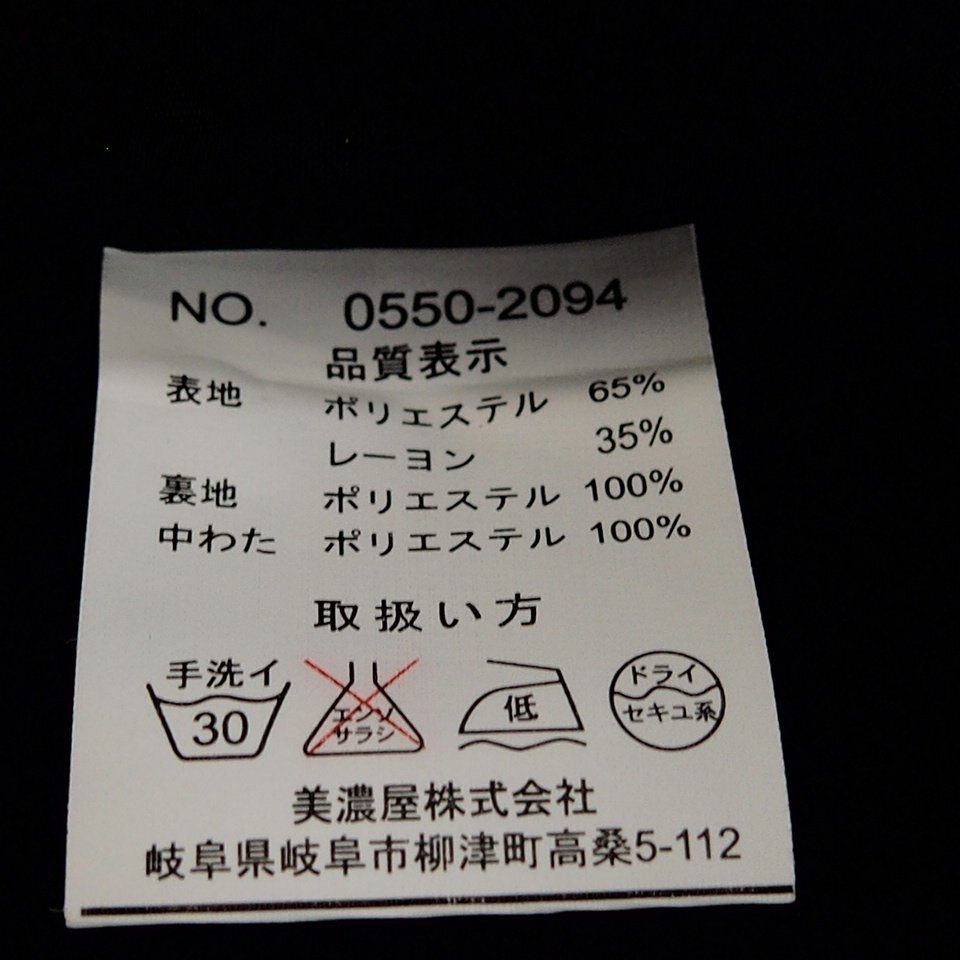 NO. 0550-2094
品質表示
表地 ポリエステル 65%
レーヨン 35%
裏地 ポリエステル 100%
中わた ポリエステル 100%
取扱い方
手洗イ 30
エンソ サラシ
低
ドライ セキユ系
美濃屋株式会社
岐阜県岐阜市柳津町高桑5-112